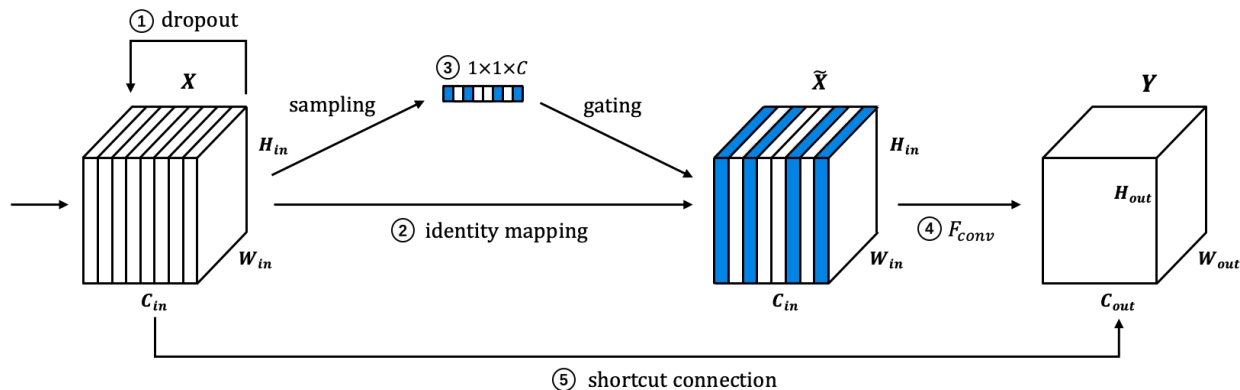 ① dropout
X
③ 1×1×C
X̃
Y
sampling
gating
H_in
H_in
H_out
② identity mapping
④ F_conv
W_in
W_in
W_out
C_in
C_in
C_out
⑤ shortcut connection